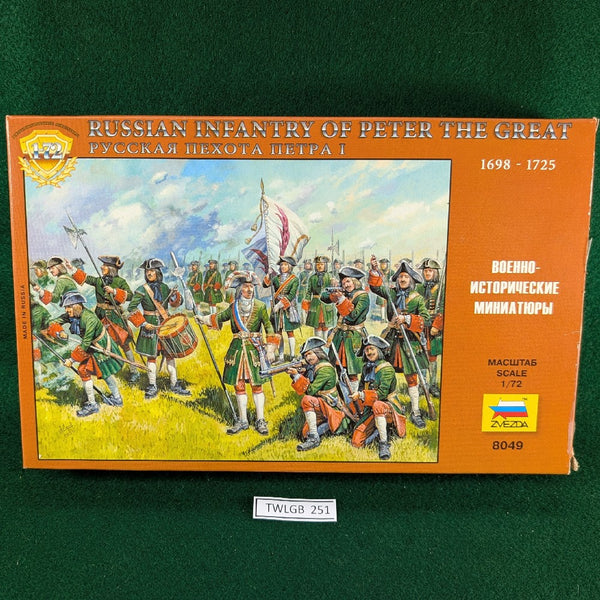 1:72
RUSSIAN INFANTRY OF PETER THE GREAT
РУССКАЯ ПЕХОТА ПЕТРА I
1698 - 1725
ВОЕННО-
ИСТОРИЧЕСКИЕ
МИНИАТЮРЫ
МАСШТАБ
SCALE
1/72
ZVEZDA
8049
MADE IN RUSSIA
TWLGB 251